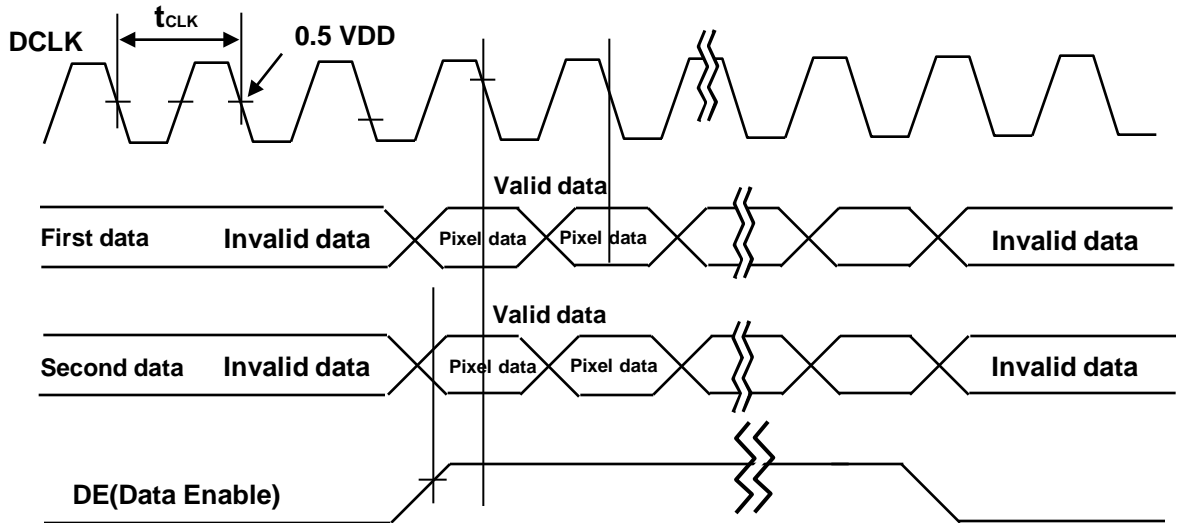 tCLK
DCLK
0.5 VDD
Valid data
First data
Invalid data
Pixel data
Pixel data
Invalid data
Valid data
Second data
Invalid data
Pixel data
Pixel data
Invalid data
DE(Data Enable)